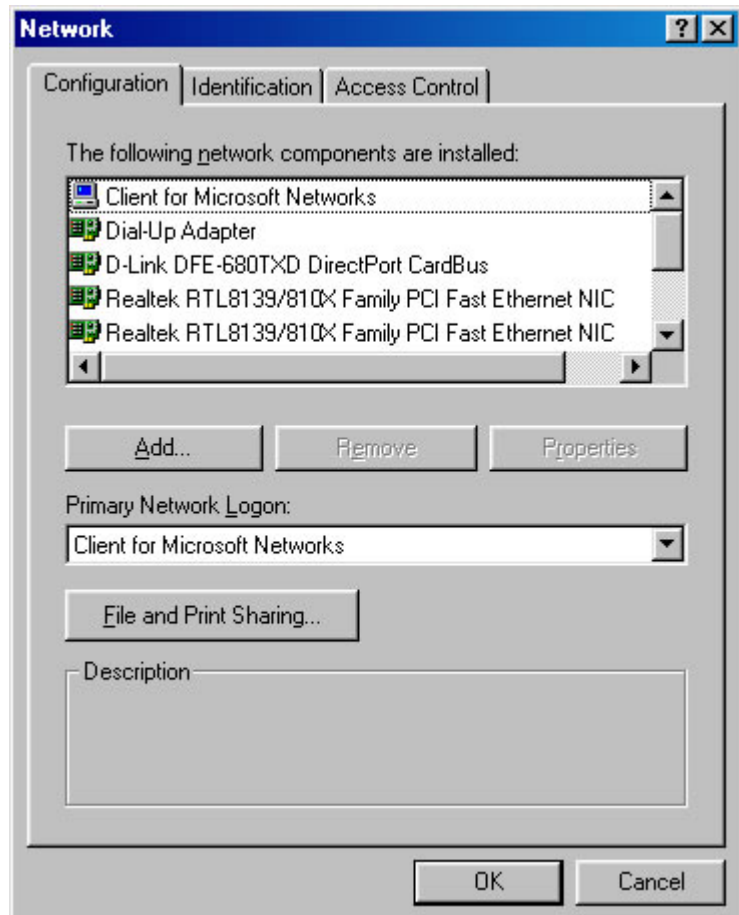 Network
Configuration Identification Access Control
The following network components are installed:
Client for Microsoft Networks
Dial-Up Adapter
D-Link DFE-680TXD DirectPort CardBus
Realtek RTL8139/810X Family PCI Fast Ethernet NIC
Realtek RTL8139/810X Family PCI Fast Ethernet NIC
Add... Remove Properties
Primary Network Logon:
Client for Microsoft Networks
File and Print Sharing...
Description
OK Cancel